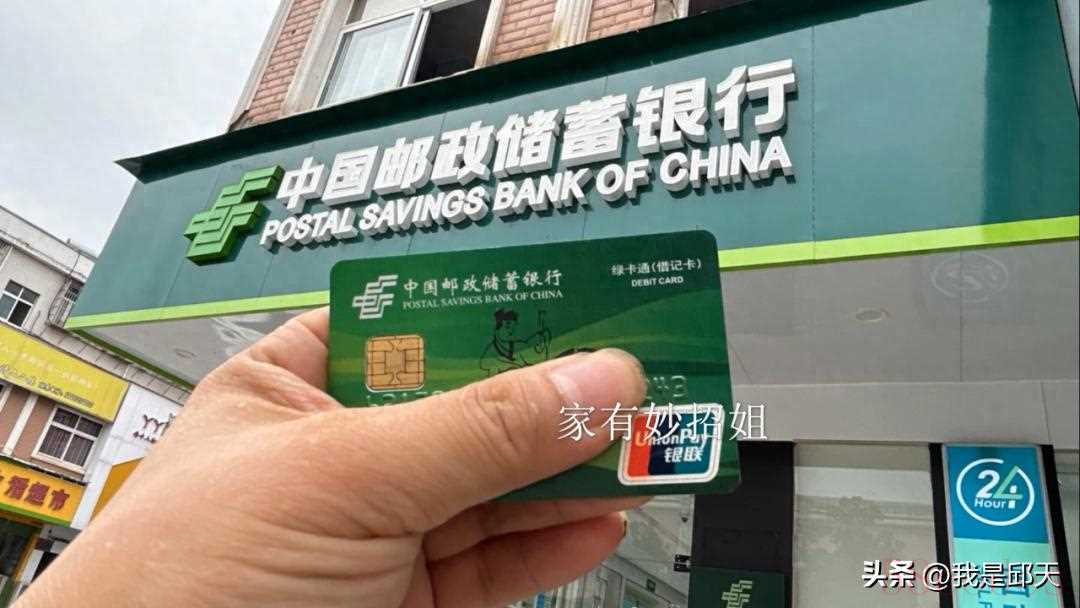 中国邮政储蓄银行
POSTAL SAVINGS BANK OF CHINA
中国邮政储蓄银行
POSTAL SAVINGS BANK OF CHINA
绿卡通(借记卡)
DEBIT CARD
家有妙招姐
UnionPay
银联
24
Hour
超市
头条 @我是邱天